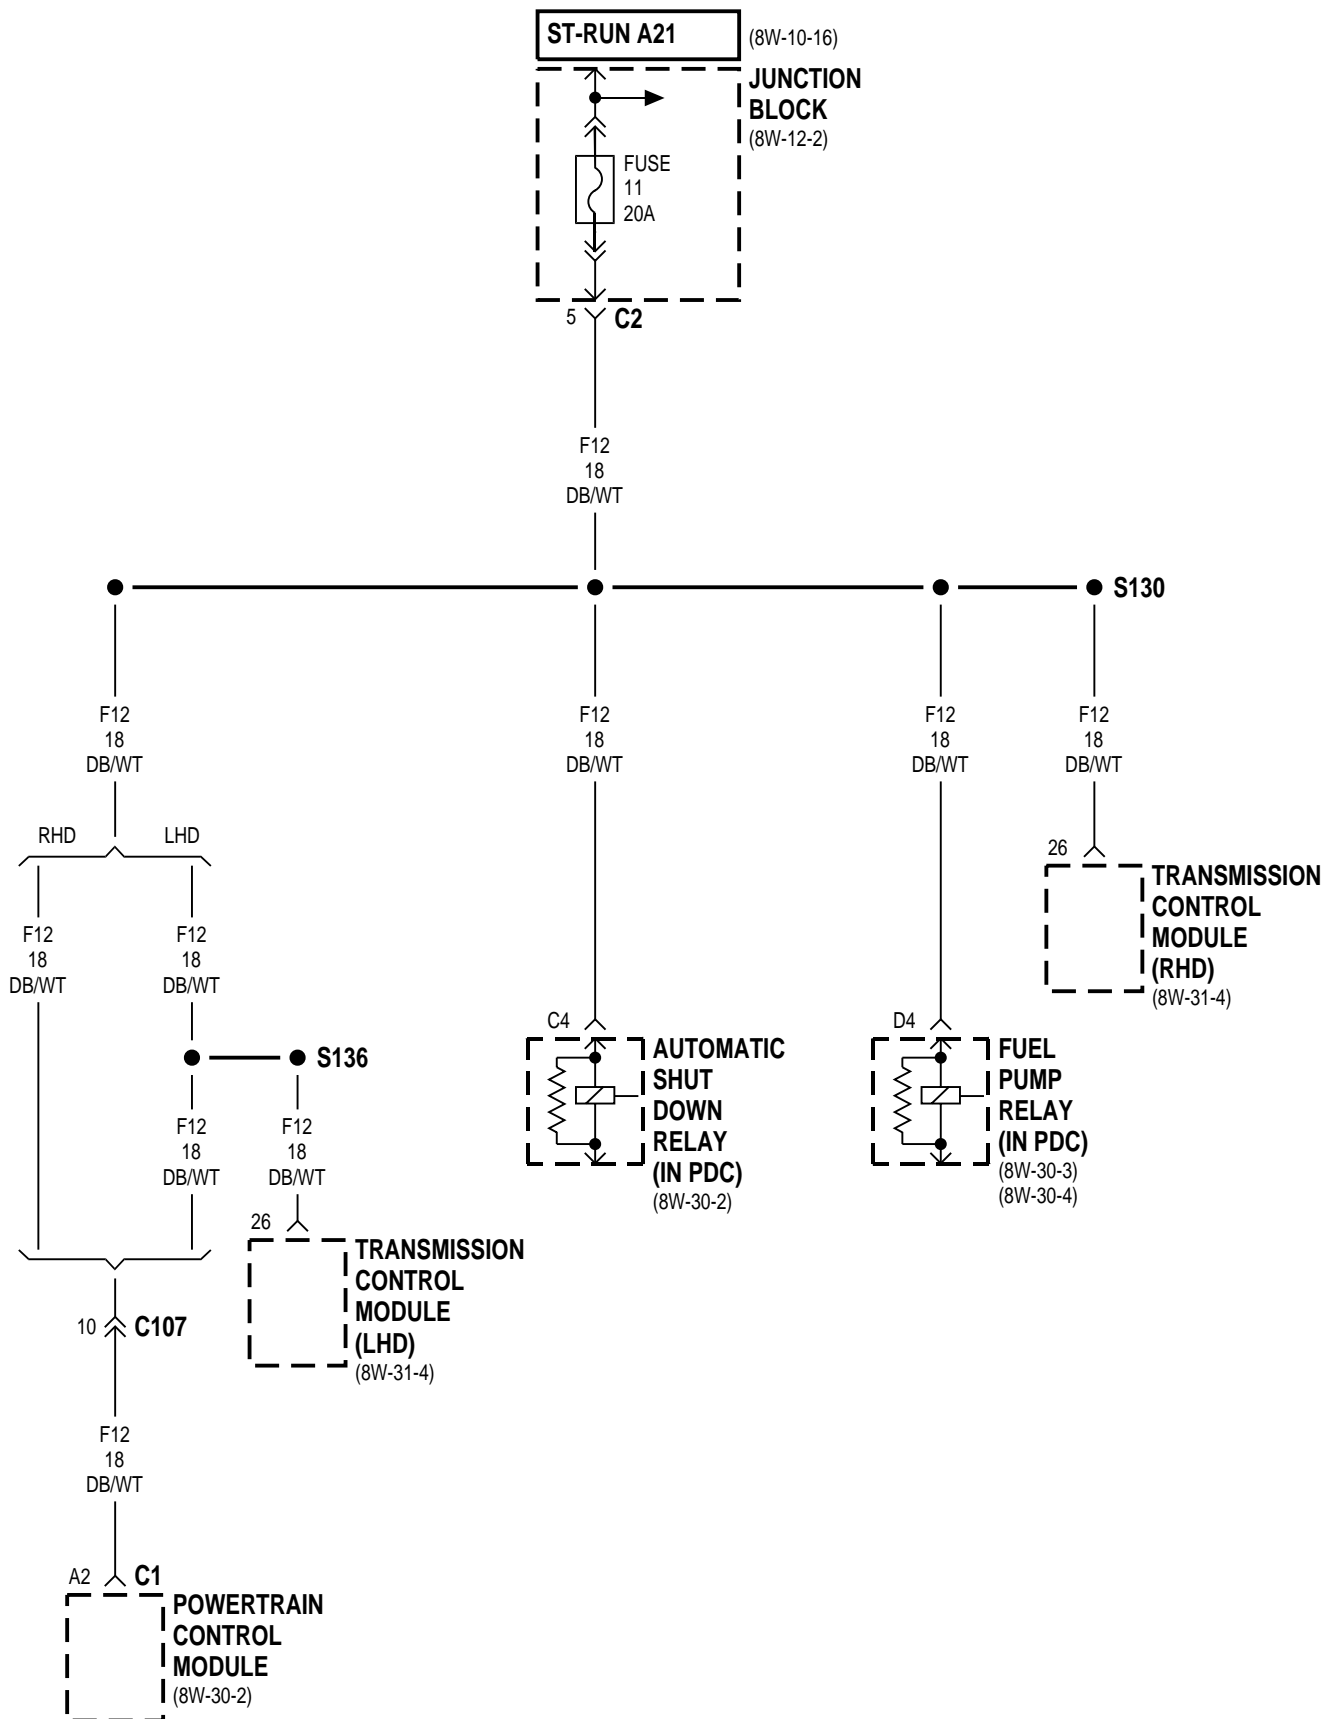 ST-RUN A21
(8W-10-16)
JUNCTION
BLOCK
(8W-12-2)
FUSE
11
20A
5
C2
F12
18
DB/WT
S130
F12
18
DB/WT
F12
18
DB/WT
F12
18
DB/WT
F12
18
DB/WT
RHD
LHD
F12
18
DB/WT
F12
18
DB/WT
26
TRANSMISSION
CONTROL
MODULE
(RHD)
(8W-31-4)
C4
AUTOMATIC
SHUT
DOWN
RELAY
(IN PDC)
(8W-30-2)
D4
FUEL
PUMP
RELAY
(IN PDC)
(8W-30-3)
(8W-30-4)
S136
F12
18
DB/WT
F12
18
DB/WT
26
TRANSMISSION
CONTROL
MODULE
(LHD)
(8W-31-4)
10
C107
F12
18
DB/WT
A2
C1
POWERTRAIN
CONTROL
MODULE
(8W-30-2)